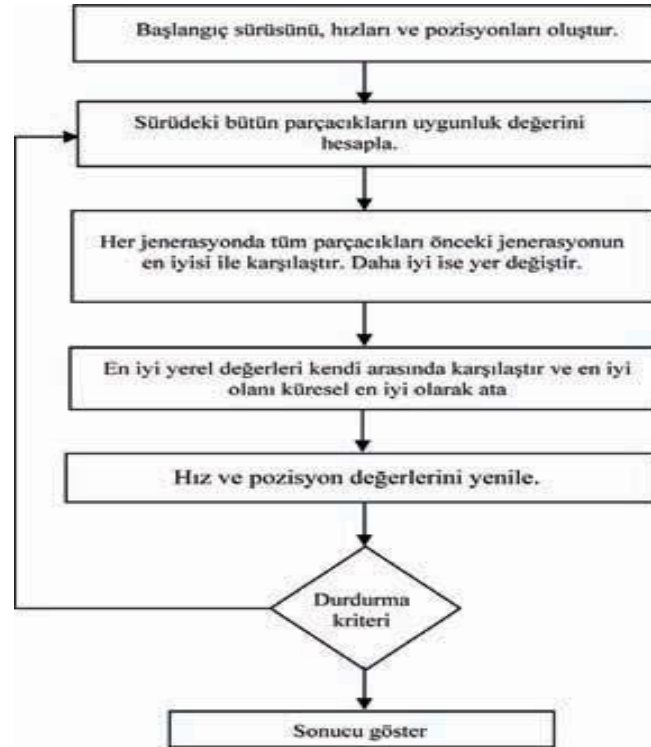 Başlangıç sürüsünü, hızları ve pozisyonları oluştur.
Sürüdeki bütün parçacıkların uygunluk değerini
hesapla.
Her jenerasyonda tüm parçacıkları önceki jenerasyonun
en iyisi ile karşılaştır. Daha iyi ise yer değiştir.
En iyi yerel değerleri kendi arasında karşılaştır ve en iyi
olanı küresel en iyi olarak ata
Hız ve pozisyon değerlerini yenile.
Durdurma
kriteri
Sonucu göster